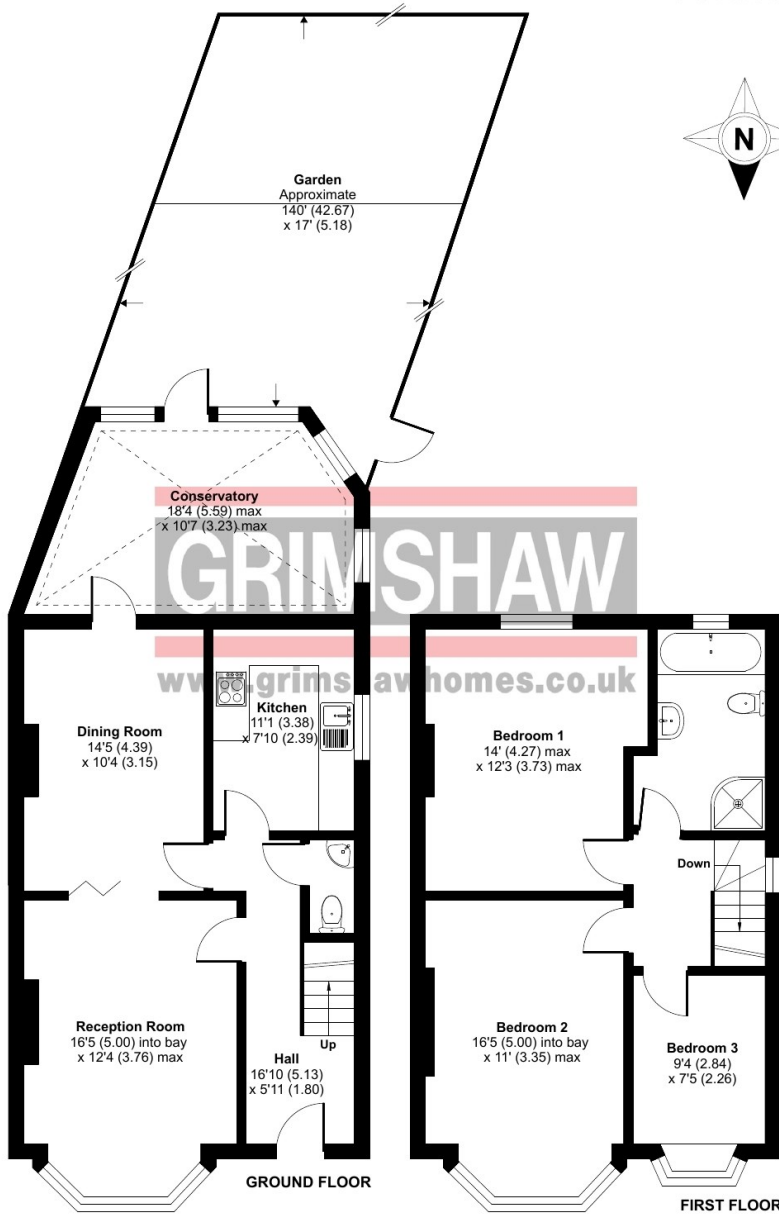 N
Garden
Approximate
140' (42.67)
x 17' (5.18)
Conservatory
18'4 (5.59) max
x 10'7 (3.23) max
GRIMSHAW
www.grimshawhomes.co.uk
Kitchen
11'1 (3.38)
x 7'10 (2.39)
Dining Room
14'5 (4.39)
x 10'4 (3.15)
Bedroom 1
14' (4.27) max
x 12'3 (3.73) max
Down
Reception Room
16'5 (5.00) into bay
x 12'4 (3.76) max
Up
Hall
16'10 (5.13)
x 5'11 (1.80)
Bedroom 2
16'5 (5.00) into bay
x 11' (3.35) max
Bedroom 3
9'4 (2.84)
x 7'5 (2.26)
GROUND FLOOR
FIRST FLOOR